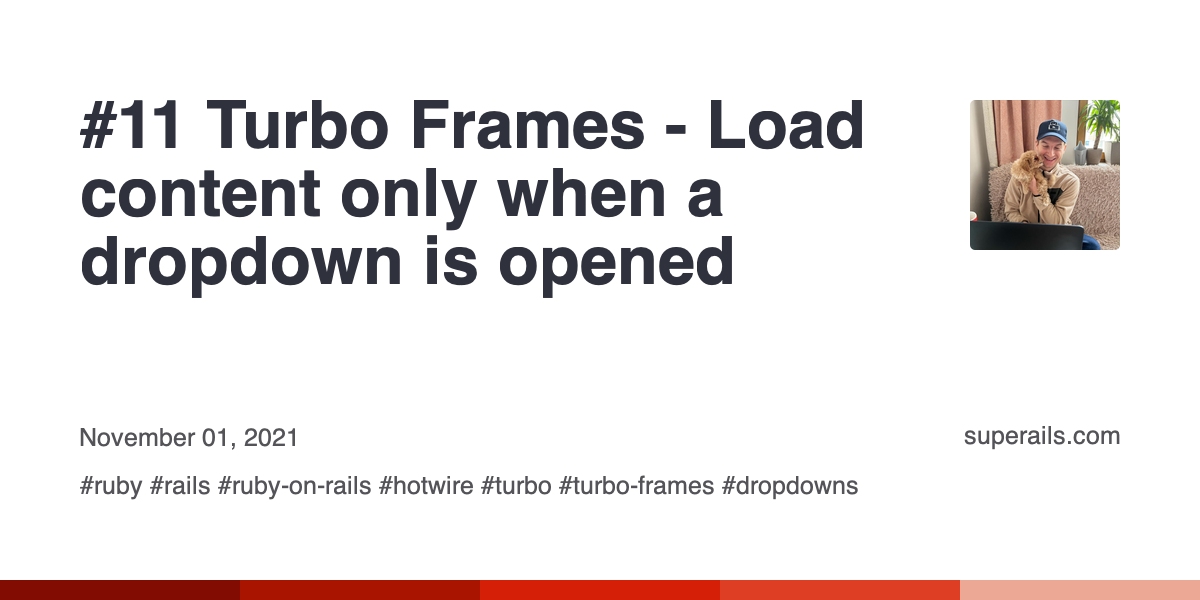 #11 Turbo Frames - Load
content only when a
dropdown is opened
November 01, 2021
superails.com
#ruby #rails #ruby-on-rails #hotwire #turbo #turbo-frames #dropdowns